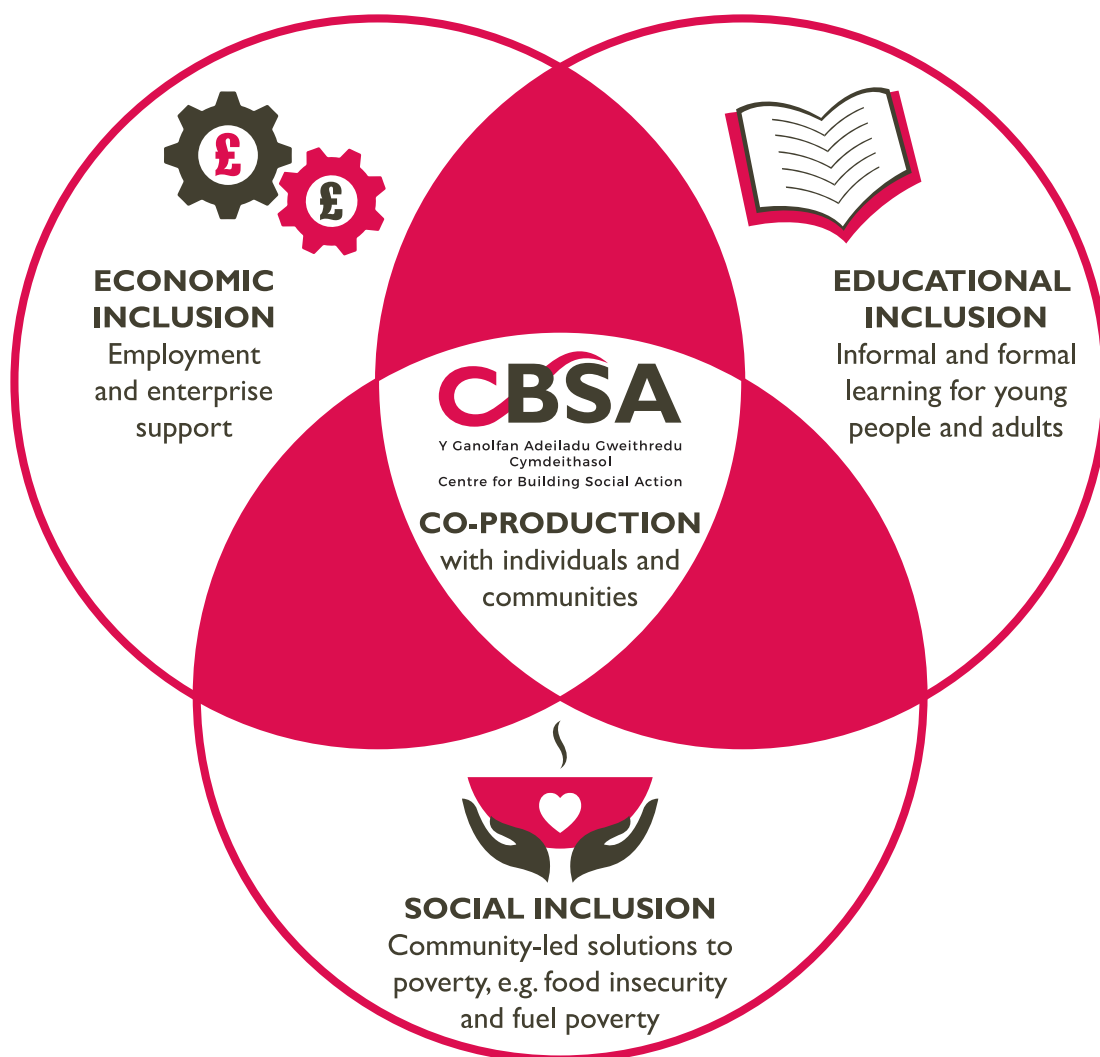 £
£
ECONOMIC
INCLUSION
Employment
and enterprise
support
EDUCATIONAL
INCLUSION
Informal and formal
learning for young
people and adults
CBSA
Y Ganolfan Adeiladu Gweithredu
Cymdeithasol
Centre for Building Social Action
CO-PRODUCTION
with individuals and
communities
SOCIAL INCLUSION
Community-led solutions to
poverty, e.g. food insecurity
and fuel poverty